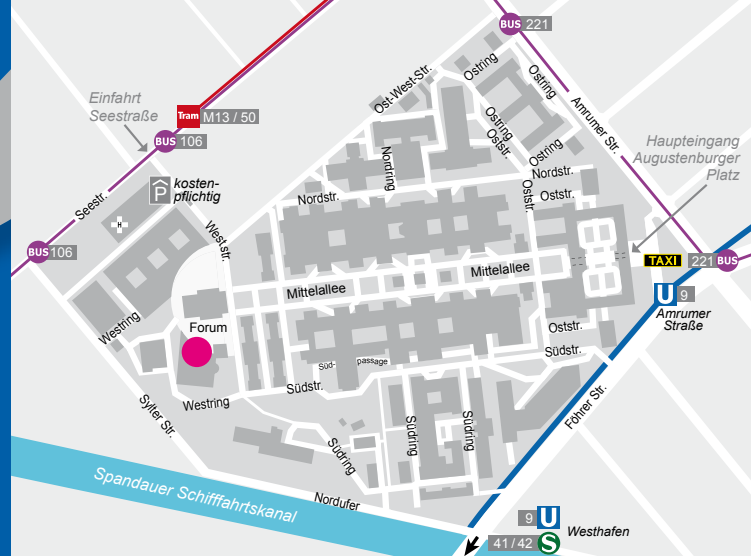 BUS 221
Ostring
Ostring
Ost-West-Str.
Amrumer Str.
Einfahrt
Seestraße
Tram M13 / 50
BUS 106
Ostring
Oststr.
Ostring
Haupteingang
Augustenburger
Platz
Nordring
Nordstr.
P kosten-
pflichtig
Nordstr.
Oststr.
Oststr.
Seestr.
H
Weststr.
BUS 106
TAXI
221 BUS
Mittelallee
Mittelallee
U 9
Amrumer
Straße
Westring
Forum
Oststr.
Südstr.
Süd-
passage
Südstr.
Westring
Sylter Str.
Föhrer Str.
Südring
Südring
Südring
Spandauer Schifffahrtskanal
Nordufer
9 U
41 / 42 S
Westhafen